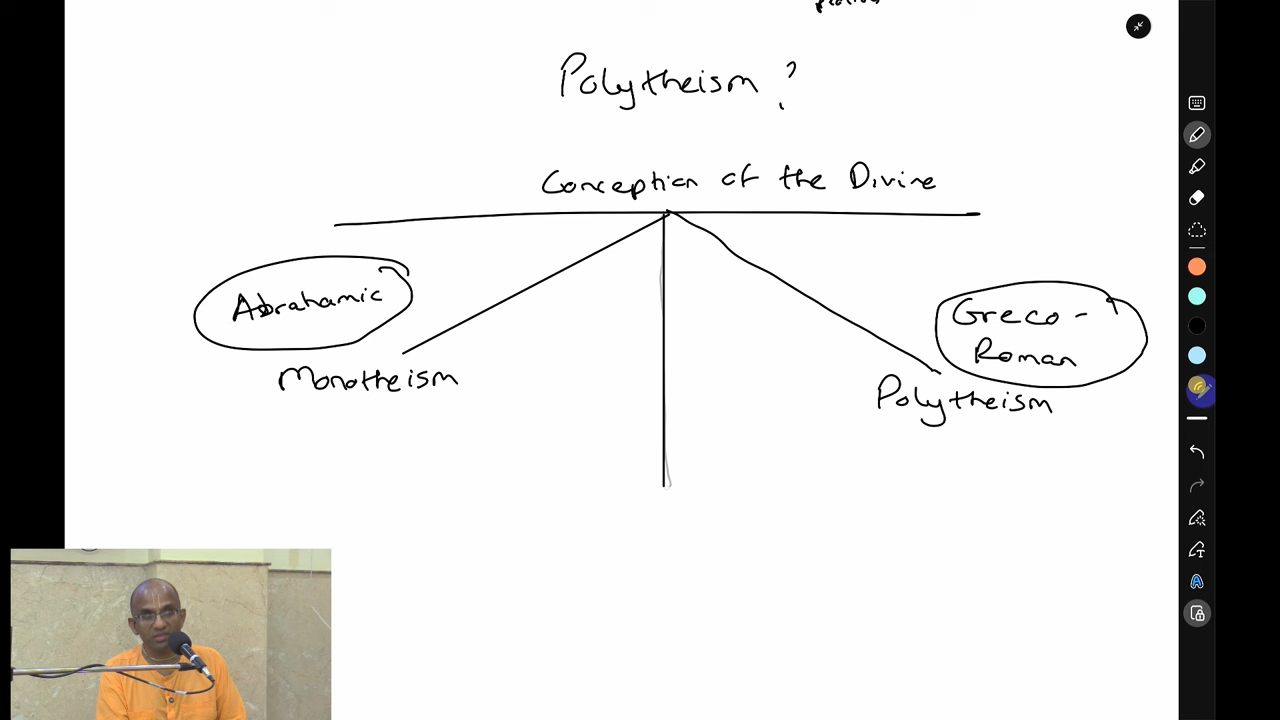 Polytheism ?
Conception of the Divine
Abrahamic
Monotheism
Greco -
Roman
Polytheism